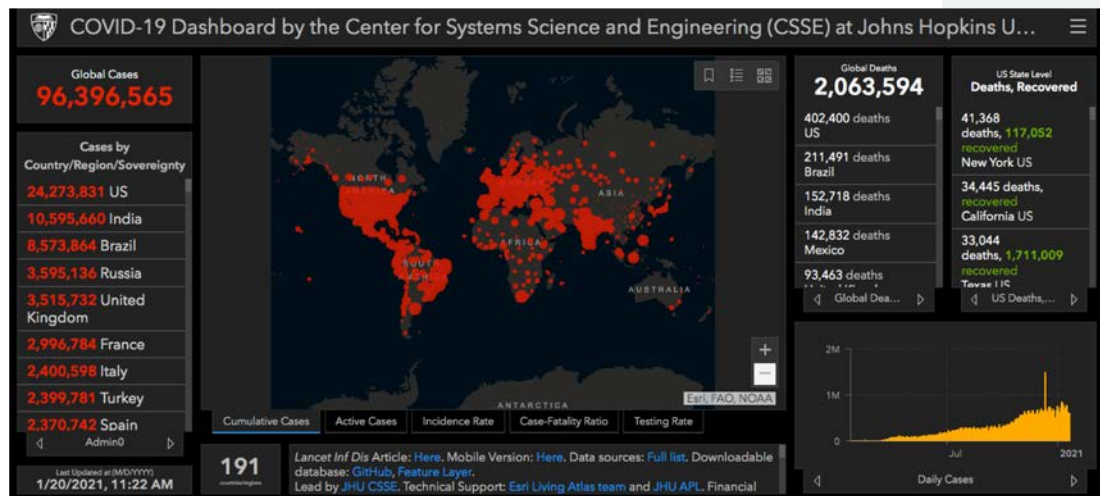 COVID-19 Dashboard by the Center for Systems Science and Engineering (CSSE) at Johns Hopkins U...
Global Cases
96,396,565
Cases by
Country/Region/Sovereignty
24,273,831 US
10,595,660 India
8,573,864 Brazil
3,595,136 Russia
3,515,732 United
Kingdom
2,996,784 France
2,400,598 Italy
2,399,781 Turkey
2,370,742 Spain
Admin0
Last Updated at (M/D/YYYY)
1/20/2021, 11:22 AM
NORTH
AMERICA
SOUTH
AMERICA
EUROPE
AFRICA
ASIA
AUSTRALIA
ANTARCTICA
Esri, FAO, NOAA
Cumulative Cases
Active Cases
Incidence Rate
Case-Fatality Ratio
Testing Rate
191
countries/regions
Lancet Inf Dis Article: Here. Mobile Version: Here. Data sources: Full list. Downloadable
database: GitHub, Feature Layer.
Lead by JHU CSSE. Technical Support: Esri Living Atlas team and JHU APL. Financial
Global Deaths
2,063,594
402,400 deaths
US
211,491 deaths
Brazil
152,718 deaths
India
142,832 deaths
Mexico
93,463 deaths
Global Dea...
US State Level
Deaths, Recovered
41,368
deaths, 117,052
recovered
New York US
34,445 deaths,
recovered
California US
33,044
deaths, 1,711,009
recovered
Texas US
US Deaths,...
2M
1M
0
Jul
2021
Daily Cases